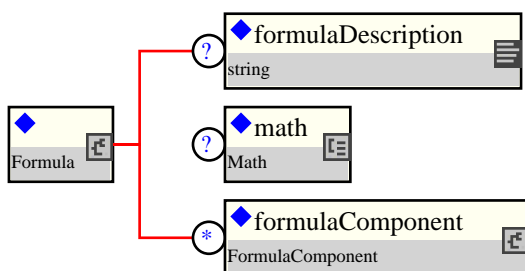 ? formulaDescription
string
Formula
? math
Math
* formulaComponent
FormulaComponent